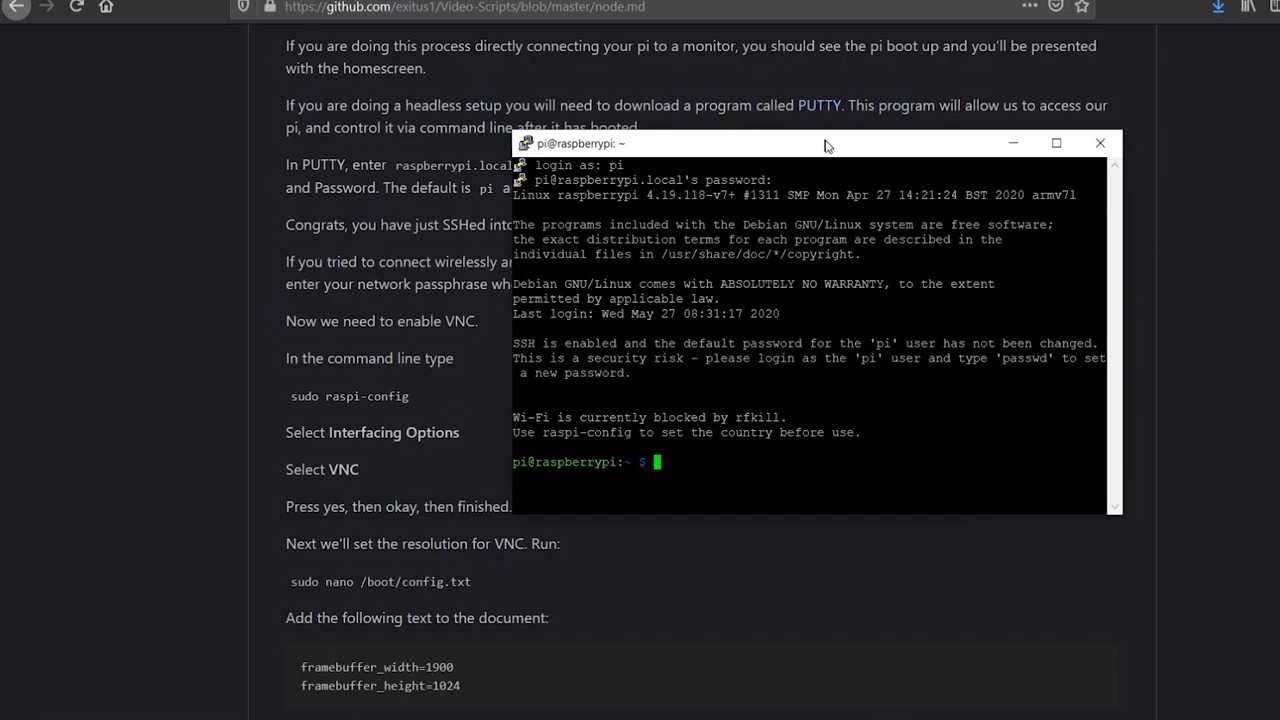 https://github.com/exitus1/Video-Scripts/blob/master/node.md
If you are doing this process directly connecting your pi to a monitor, you should see the pi boot up and you'll be presented
with the homescreen.
If you are doing a headless setup you will need to download a program called PUTTY. This program will allow us to access our
pi, and control it via command line after it has booted.
In PUTTY, enter raspberrypi.local
and Password. The default is pi a
Congrats, you have just SSHed into
If you tried to connect wirelessly an
enter your network passphrase wh
Now we need to enable VNC.
In the command line type
sudo raspi-config
Select Interfacing Options
Select VNC
Press yes, then okay, then finished.
Next we'll set the resolution for VNC. Run:
sudo nano /boot/config.txt
Add the following text to the document:
framebuffer_width=1900
framebuffer_height=1024
pi@raspberrypi: ~
login as: pi
pi@raspberrypi.local's password:
Linux raspberrypi 4.19.118-v7+ #1311 SMP Mon Apr 27 14:21:24 BST 2020 armv7l
The programs included with the Debian GNU/Linux system are free software;
the exact distribution terms for each program are described in the
individual files in /usr/share/doc/*/copyright.
Debian GNU/Linux comes with ABSOLUTELY NO WARRANTY, to the extent
permitted by applicable law.
Last login: Wed May 27 08:31:17 2020
SSH is enabled and the default password for the 'pi' user has not been changed.
This is a security risk - please login as the 'pi' user and type 'passwd' to set
a new password.
Wi-Fi is currently blocked by rfkill.
Use raspi-config to set the country before use.
pi@raspberrypi:~ $